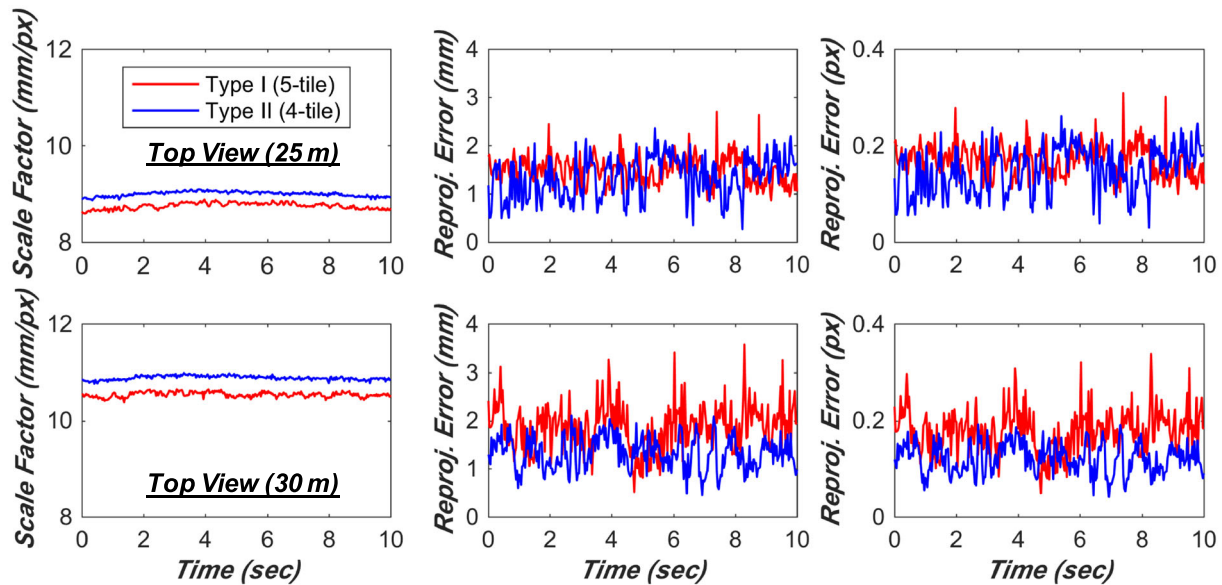 Scale Factor (mm/px)
12
10
8
Type I (5-tile)
Type II (4-tile)
Top View (25 m)
0 2 4 6 8 10
Reproj. Error (mm)
4
3
2
1
0
0 2 4 6 8 10
Reproj. Error (px)
0.4
0.2
0
0 2 4 6 8 10
Scale Factor (mm/px)
12
10
8
Top View (30 m)
0 2 4 6 8 10
Time (sec)
Reproj. Error (mm)
4
3
2
1
0
0 2 4 6 8 10
Time (sec)
Reproj. Error (px)
0.4
0.2
0
0 2 4 6 8 10
Time (sec)